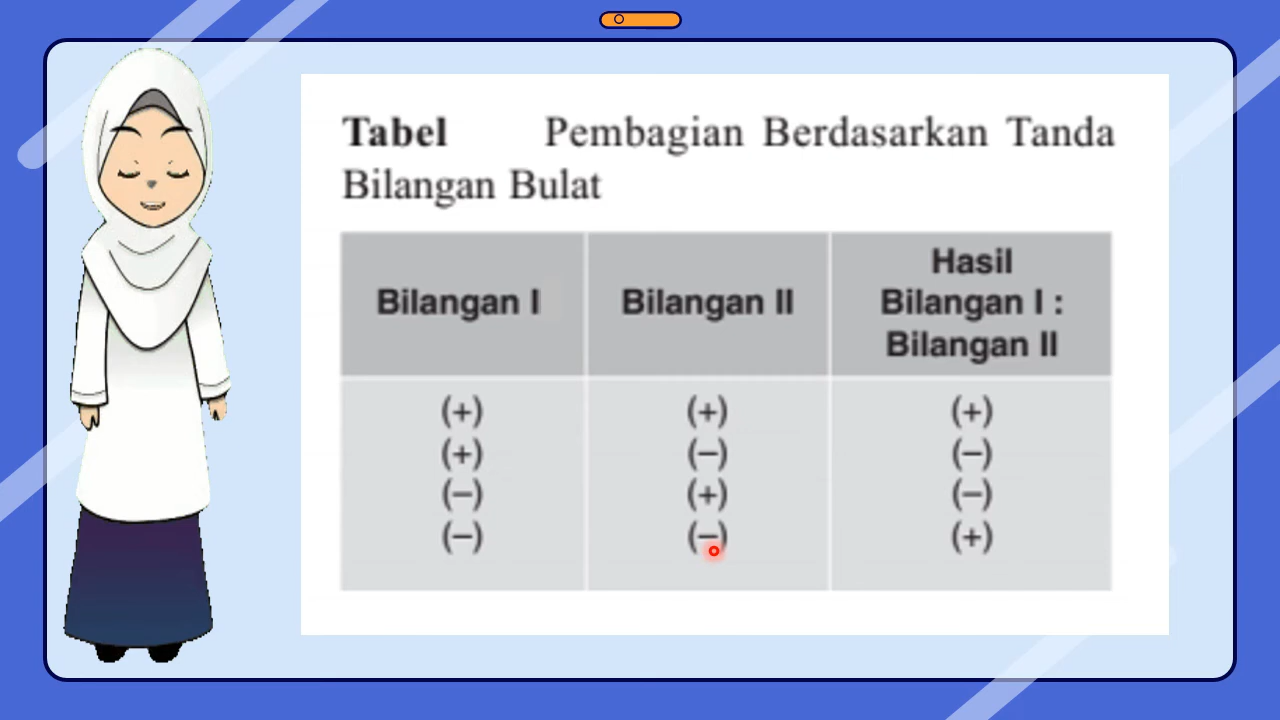 Tabel Pembagian Berdasarkan Tanda
Bilangan Bulat
Bilangan I Bilangan II Hasil
Bilangan I :
Bilangan II
(+) (+) (+)
(+) (–) (–)
(–) (+) (–)
(–) (–) (+)